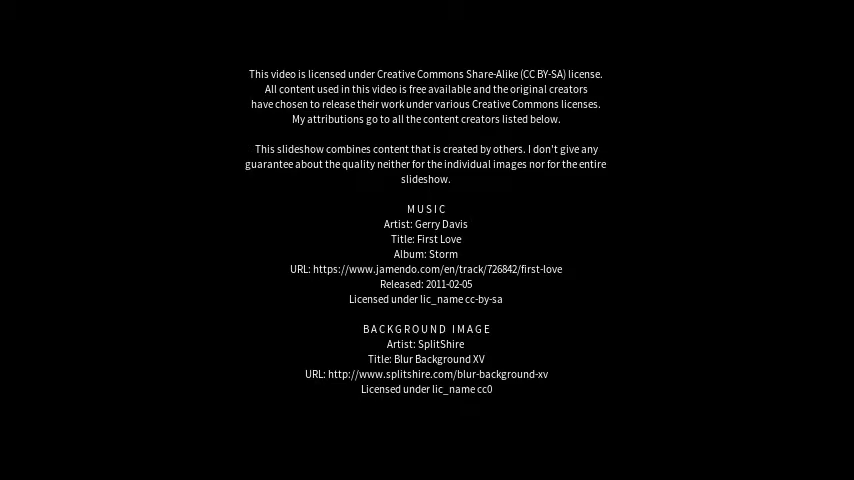 This video is licensed under Creative Commons Share-Alike (CC BY-SA) license.
All content used in this video is free available and the original creators
have chosen to release their work under various Creative Commons licenses.
My attributions go to all the content creators listed below.
This slideshow combines content that is created by others. I don't give any
guarantee about the quality neither for the individual images nor for the entire
slideshow.
MUSIC
Artist: Gerry Davis
Title: First Love
Album: Storm
URL: https://www.jamendo.com/en/track/726842/first-love
Released: 2011-02-05
Licensed under lic_name cc-by-sa
BACKGROUND IMAGE
Artist: SplitShire
Title: Blur Background XV
URL: http://www.splitshire.com/blur-background-xv
Licensed under lic_name cc0